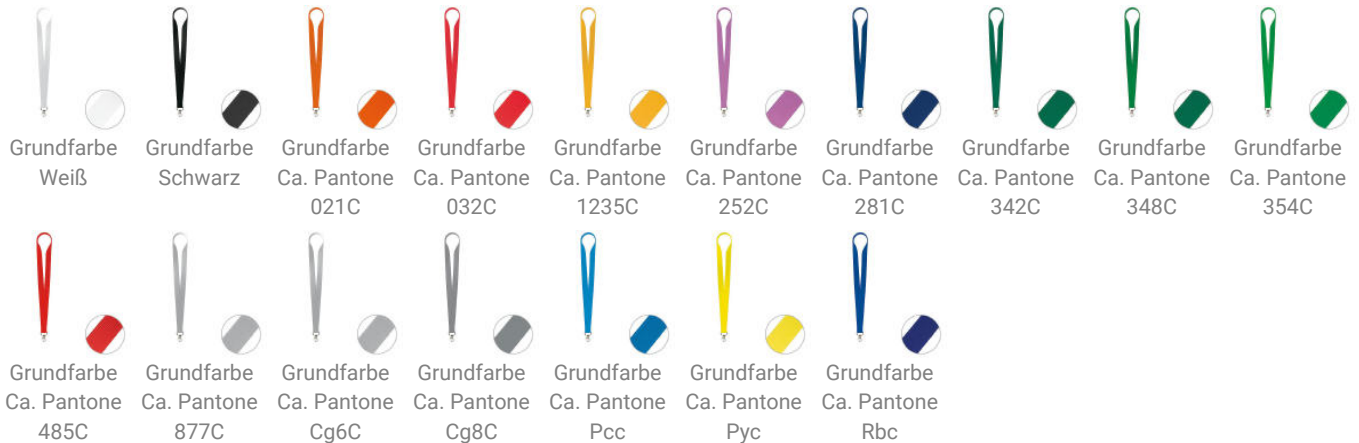 Grundfarbe Grundfarbe Grundfarbe Grundfarbe Grundfarbe Grundfarbe Grundfarbe Grundfarbe Grundfarbe Grundfarbe
Weiß Schwarz Ca. Pantone Ca. Pantone Ca. Pantone Ca. Pantone Ca. Pantone Ca. Pantone Ca. Pantone Ca. Pantone
021C 032C 1235C 252C 281C 342C 348C 354C
Grundfarbe Grundfarbe Grundfarbe Grundfarbe Grundfarbe Grundfarbe Grundfarbe
Ca. Pantone Ca. Pantone Ca. Pantone Ca. Pantone Ca. Pantone Ca. Pantone Ca. Pantone
485C 877C Cg6C Cg8C Pcc Pyc Rbc